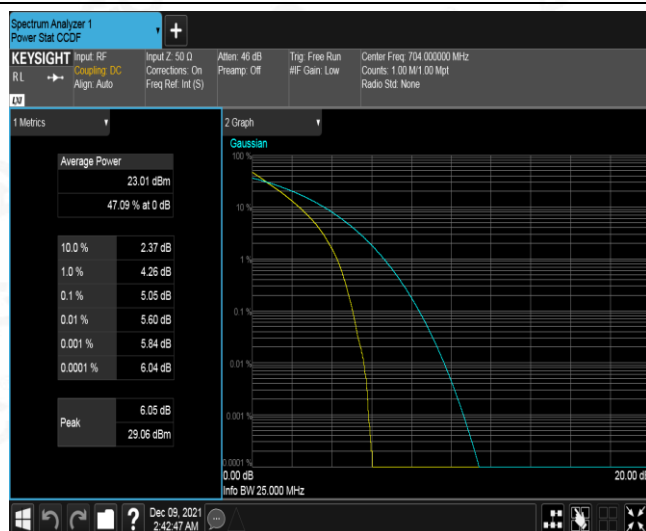 Spectrum Analyzer 1
Power Stat CCDF
+
KEYSIGHT
RL
LXI
Input: RF
Coupling: DC
Align: Auto
Input Z: 50 Ω
Corrections: On
Freq Ref: Int (S)
Atten: 46 dB
Preamp: Off
Trig: Free Run
#IF Gain: Low
Center Freq: 704.000000 MHz
Counts: 1.00 M/1.00 Mpt
Radio Std: None
1 Metrics
Average Power
23.01 dBm
47.09 % at 0 dB
10.0 % 2.37 dB
1.0 % 4.26 dB
0.1 % 5.05 dB
0.01 % 5.60 dB
0.001 % 5.84 dB
0.0001 % 6.04 dB
Peak
6.05 dB
29.06 dBm
2 Graph
Gaussian
100 %
10 %
1 %
0.1 %
0.01 %
0.001 %
0.0001 %
0.00 dB 20.00 dB
Info BW 25.000 MHz
?
Dec 09, 2021
2:42:47 AM